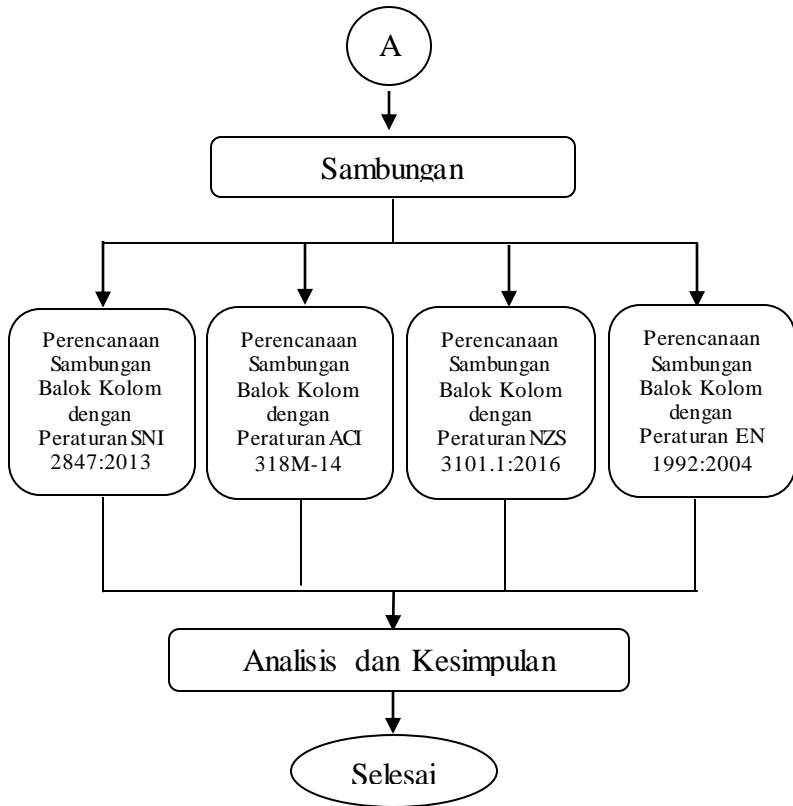 A
Sambungan
Perencanaan
Sambungan
Balok Kolom
dengan
Peraturan SNI
2847:2013
Perencanaan
Sambungan
Balok Kolom
dengan
Peraturan ACI
318M-14
Perencanaan
Sambungan
Balok Kolom
dengan
Peraturan NZS
3101.1:2016
Perencanaan
Sambungan
Balok Kolom
dengan
Peraturan EN
1992:2004
Analisis dan Kesimpulan
Selesai